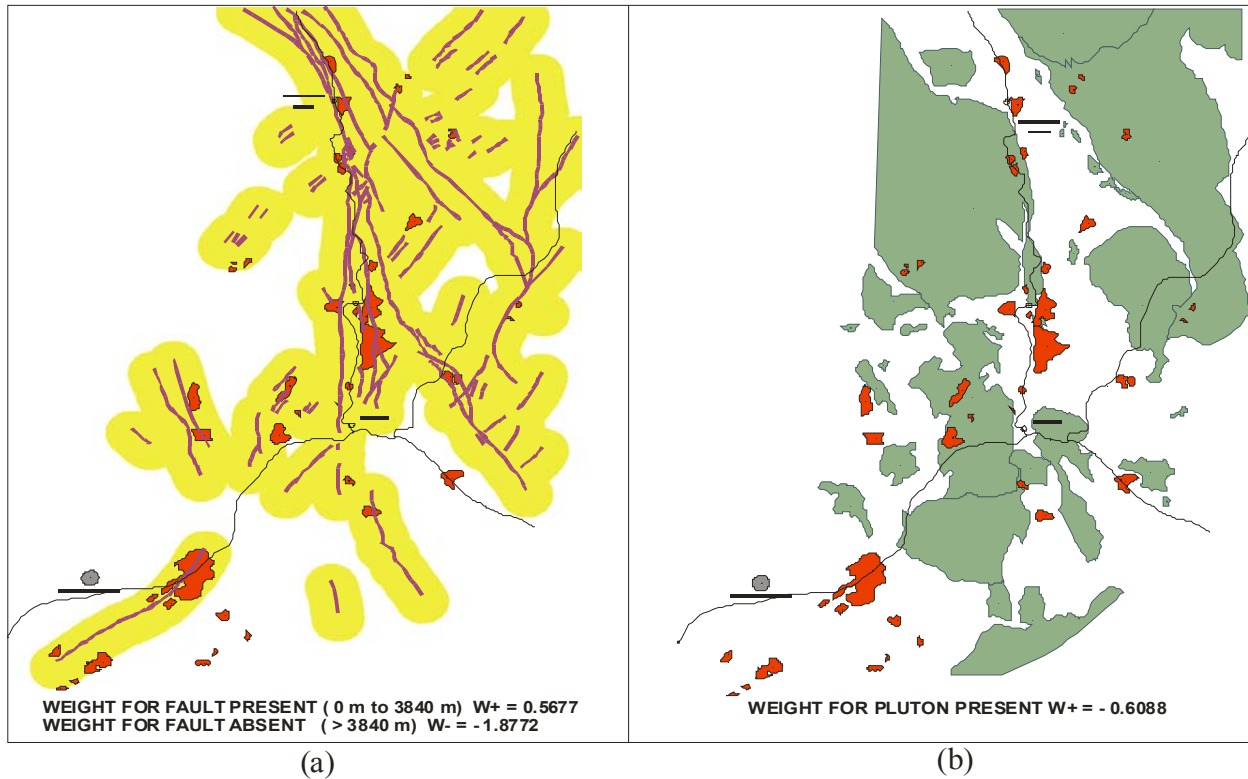 WEIGHT FOR FAULT PRESENT ( 0 m to 3840 m) W+ = 0.5677
WEIGHT FOR FAULT ABSENT ( > 3840 m) W- = -1.8772
WEIGHT FOR PLUTON PRESENT W+ = - 0.6088
(a)
(b)